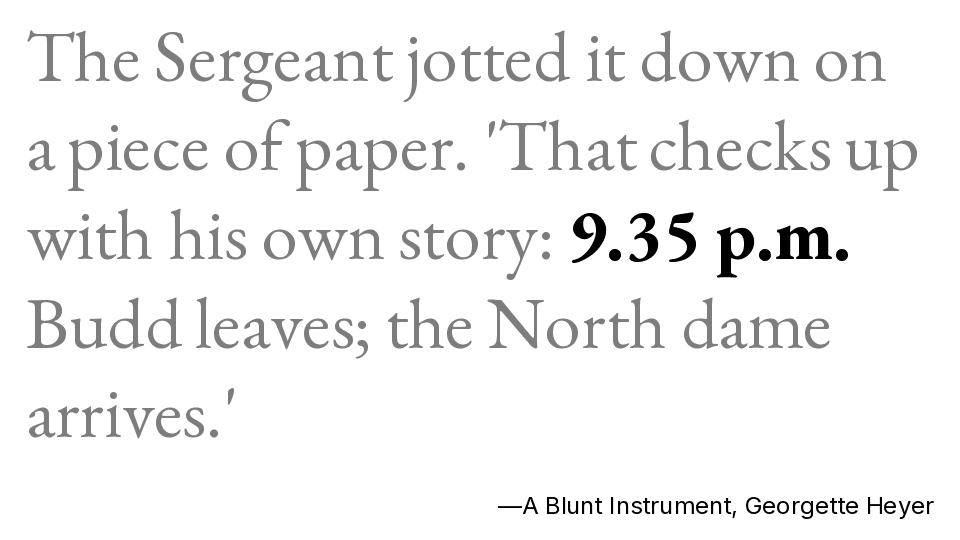 The Sergeant jotted it down on
a piece of paper. 'That checks up
with his own story: 9.35 p.m.
Budd leaves; the North dame
arrives.'
—A Blunt Instrument, Georgette Heyer